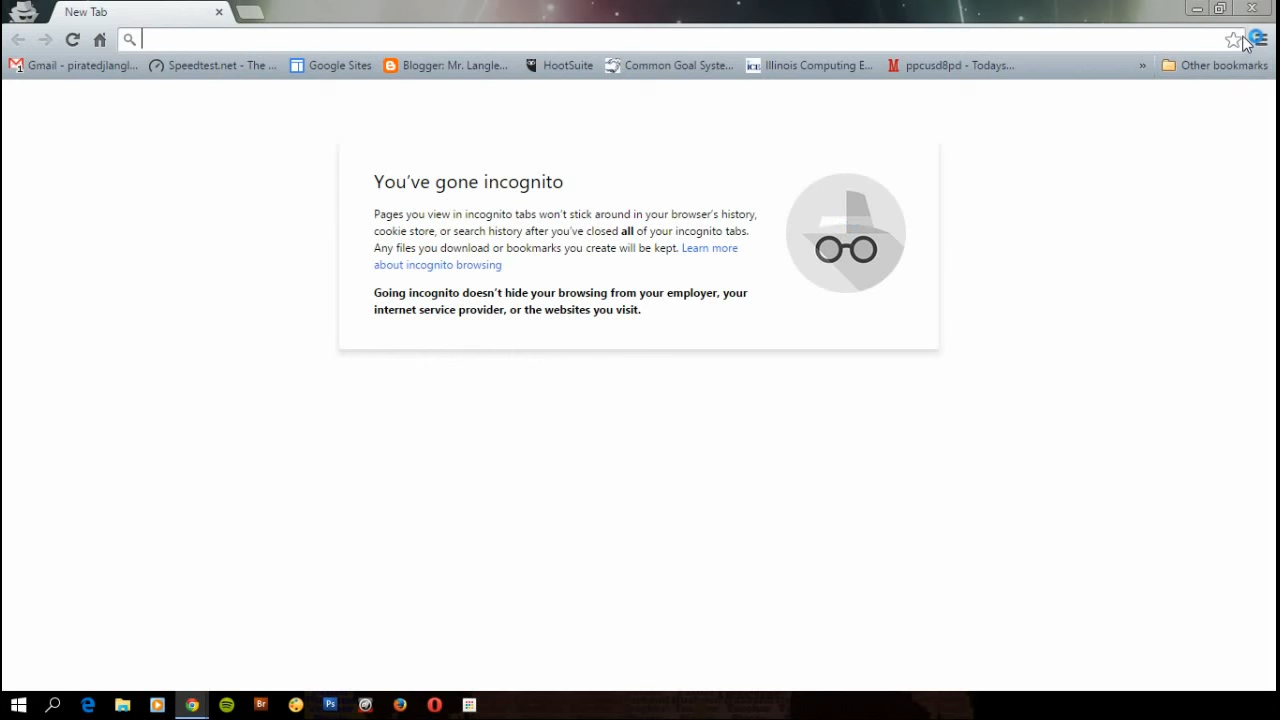 New Tab
Gmail - piratedjlangl... Speedtest.net - The ... Google Sites Blogger: Mr. Langle... HootSuite Common Goal Syste... Illinois Computing E... ppcusd8pd - Todays... » Other bookmarks
You've gone incognito
Pages you view in incognito tabs won't stick around in your browser's history,
cookie store, or search history after you've closed all of your incognito tabs.
Any files you download or bookmarks you create will be kept. Learn more
about incognito browsing
Going incognito doesn't hide your browsing from your employer, your
internet service provider, or the websites you visit.
Br Ps